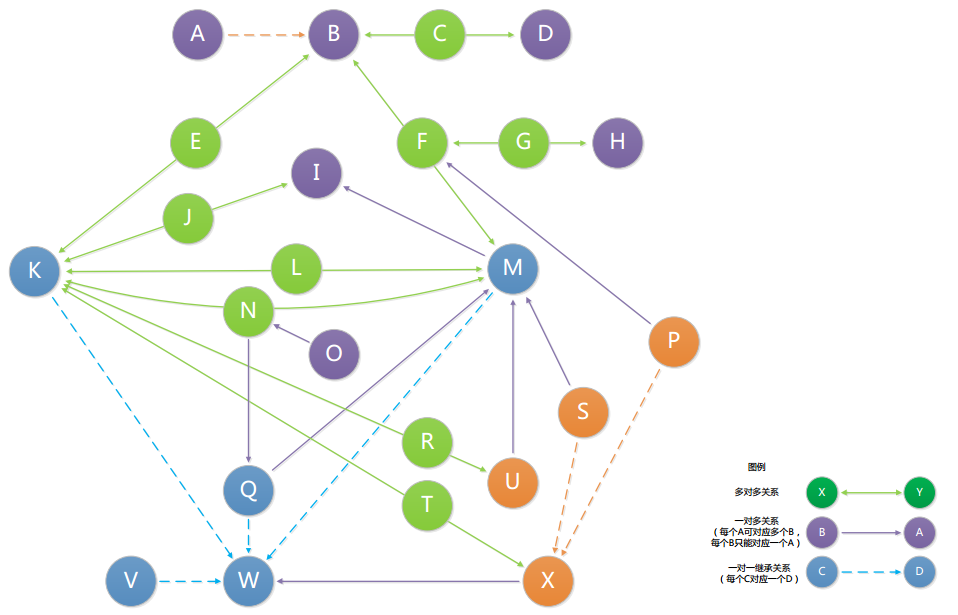 A B C D
E F G H
I
J
K L M
N
O P
S
R
Q U
T
V W X
图例
多对多关系 X Y
一对多关系
（每个A可对应多个B，
每个B只能对应一个A） B A
一对一继承关系
（每个C对应一个D） C D